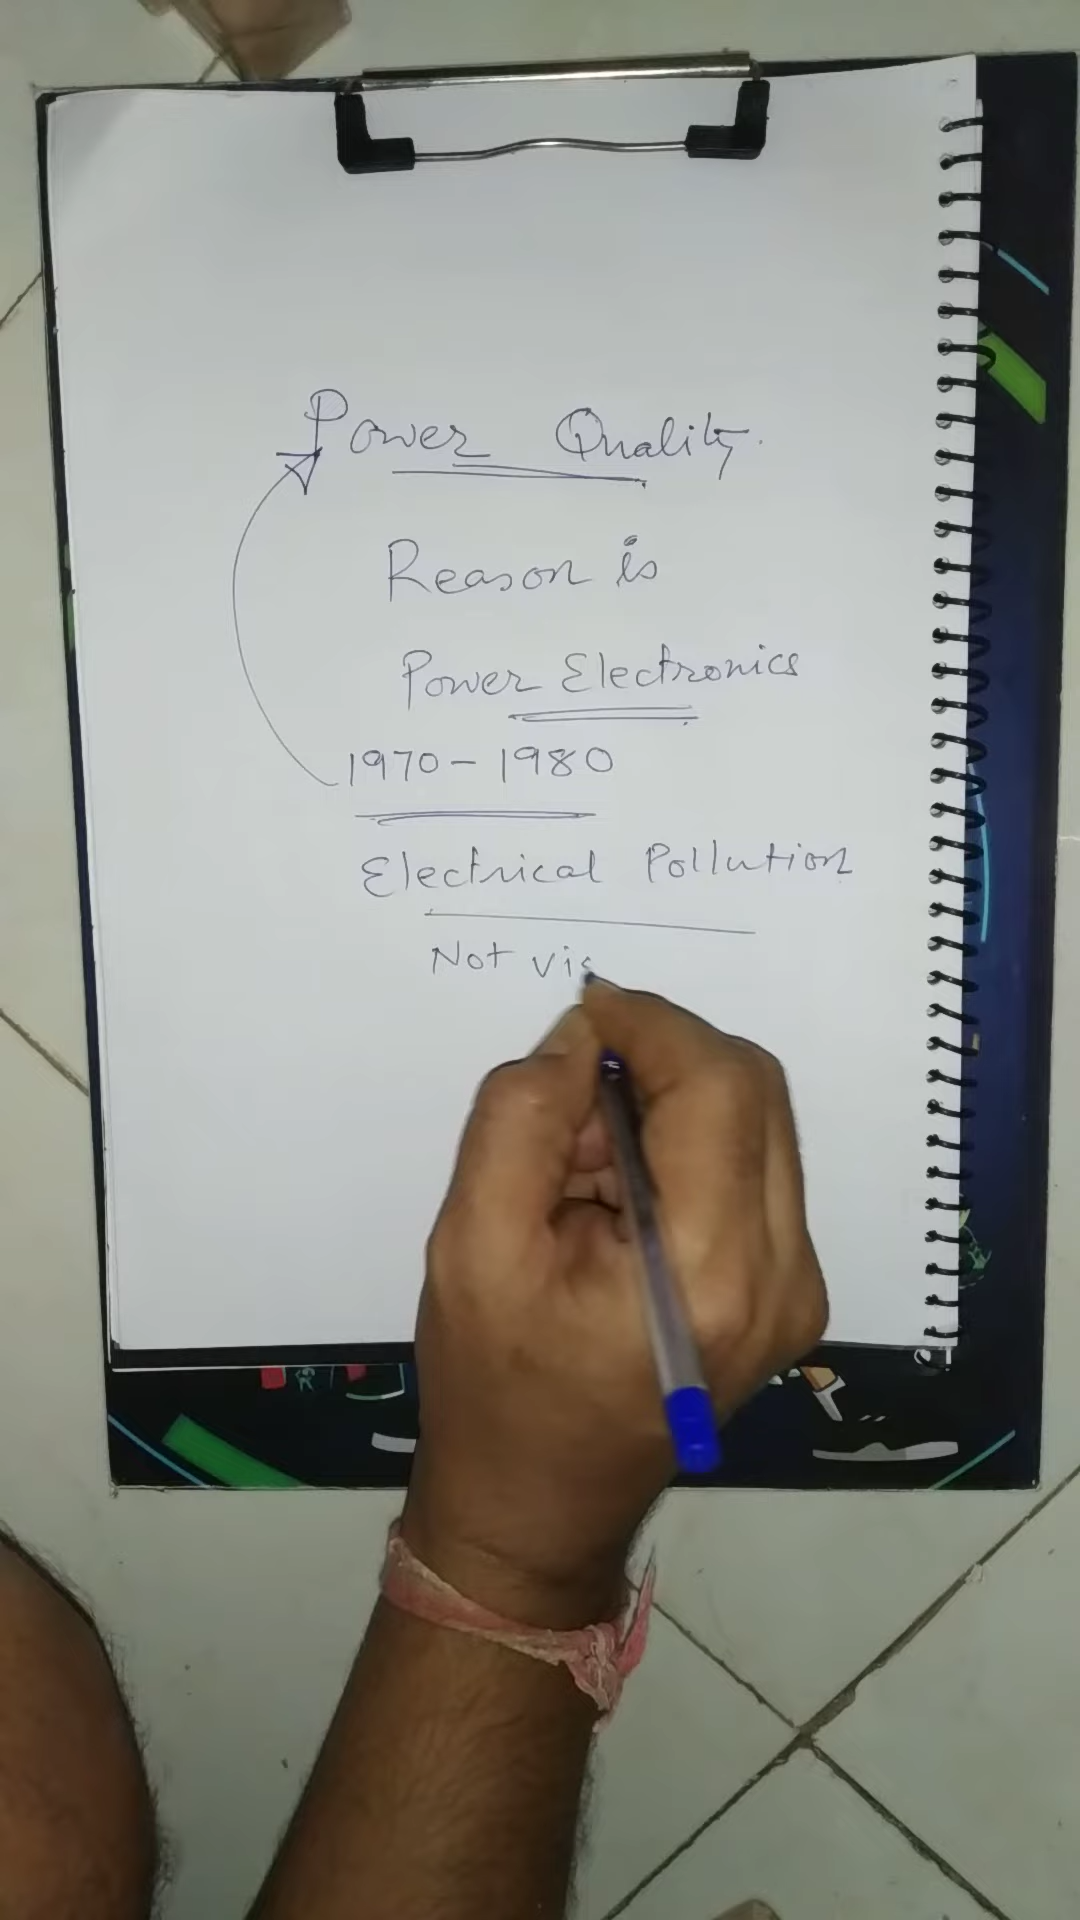 Power Quality.
Reason is
Power Electronics
1970 - 1980
Electrical Pollution
Not vis